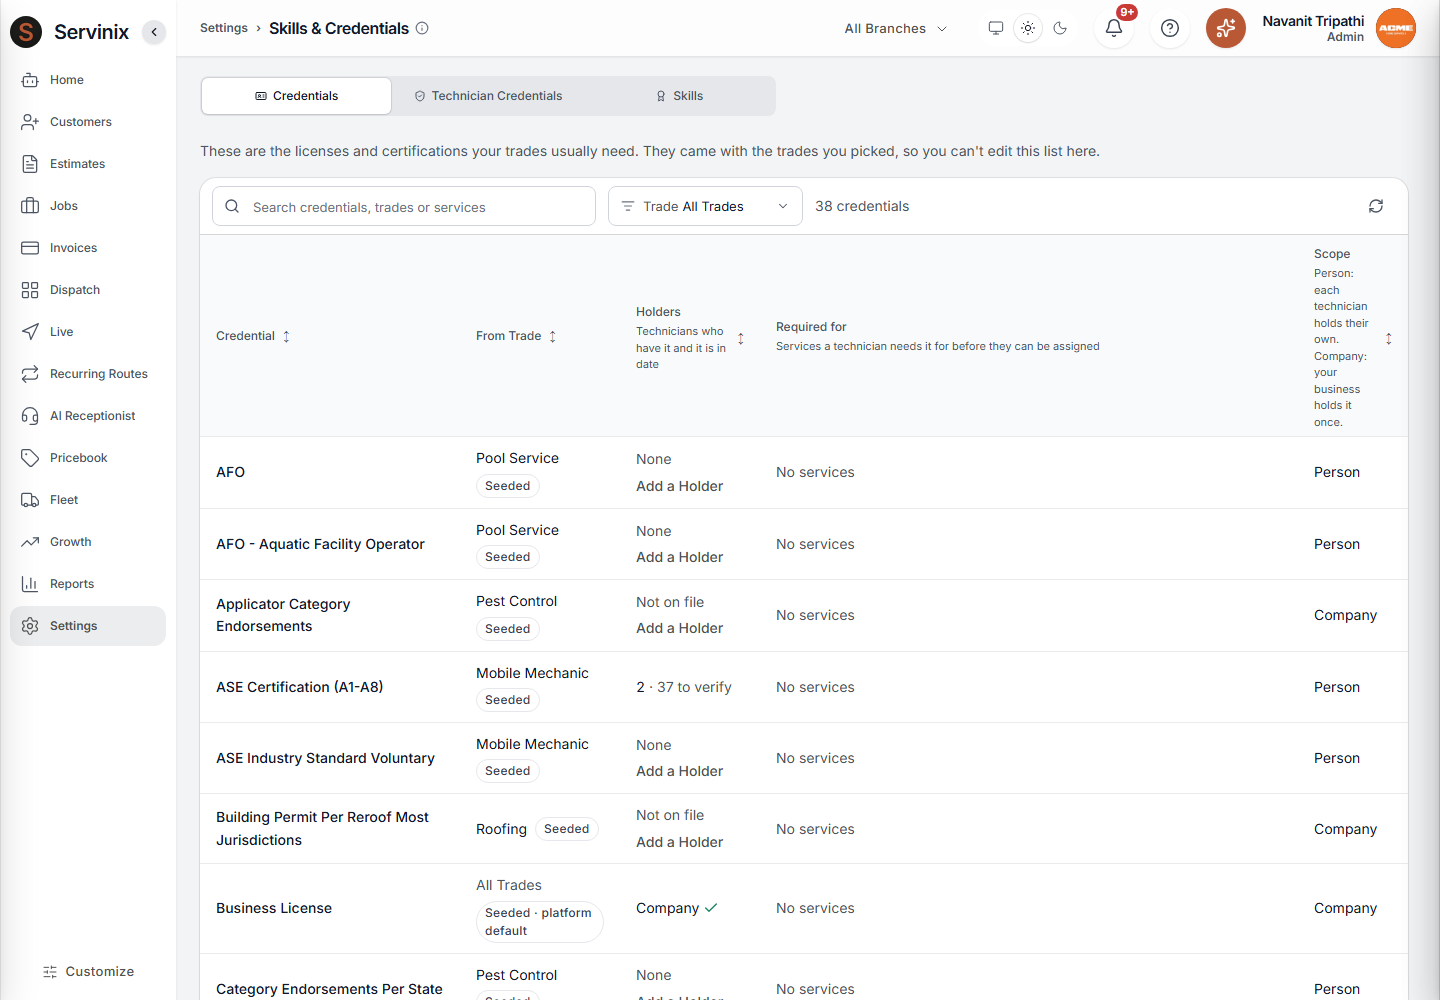 S Servinix
Settings › Skills & Credentials
All Branches
9+
Navanit Tripathi
Admin
ACME
Home
Customers
Estimates
Jobs
Invoices
Dispatch
Live
Recurring Routes
AI Receptionist
Pricebook
Fleet
Growth
Reports
Settings
Customize
Credentials
Technician Credentials
Skills
These are the licenses and certifications your trades usually need. They came with the trades you picked, so you can't edit this list here.
Search credentials, trades or services
Trade All Trades
38 credentials
Credential
From Trade
Holders
Technicians who
have it and it is in
date
Required for
Services a technician needs it for before they can be assigned
Scope
Person:
each
technician
holds their
own.
Company:
your
business
holds it
once.
AFO
Pool Service
Seeded
None
Add a Holder
No services
Person
AFO - Aquatic Facility Operator
Pool Service
Seeded
None
Add a Holder
No services
Person
Applicator Category
Endorsements
Pest Control
Seeded
Not on file
Add a Holder
No services
Company
ASE Certification (A1-A8)
Mobile Mechanic
Seeded
2 · 37 to verify
No services
Person
ASE Industry Standard Voluntary
Mobile Mechanic
Seeded
None
Add a Holder
No services
Person
Building Permit Per Reroof Most
Jurisdictions
Roofing Seeded
Not on file
Add a Holder
No services
Company
Business License
All Trades
Seeded · platform
default
Company
No services
Company
Category Endorsements Per State
Pest Control
Seeded
None
Add a Holder
No services
Person